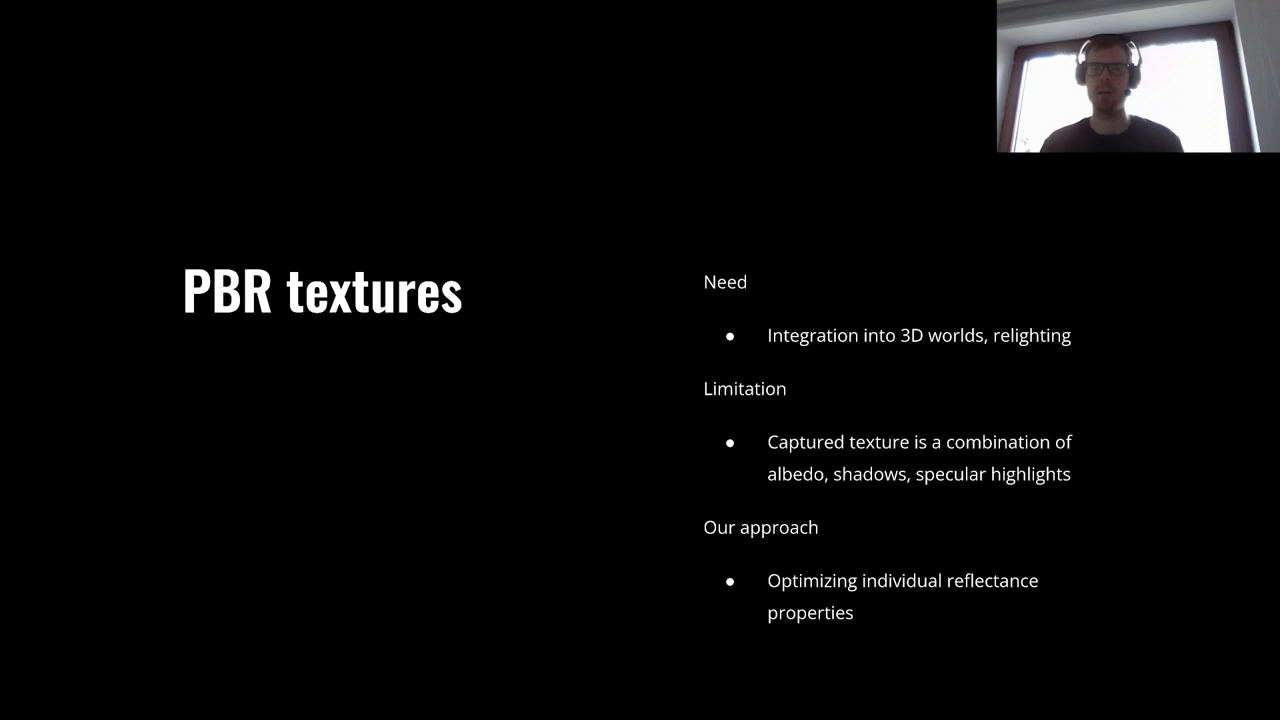 PBR textures
Need
● Integration into 3D worlds, relighting
Limitation
● Captured texture is a combination of
albedo, shadows, specular highlights
Our approach
● Optimizing individual reflectance
properties